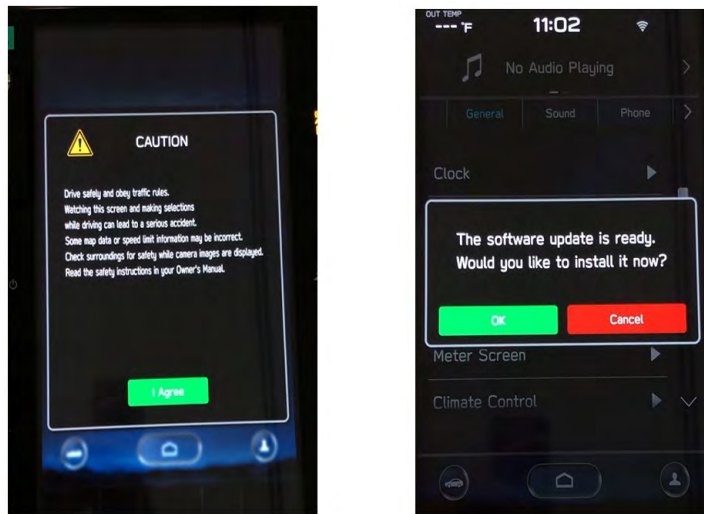 CAUTION
Drive safely and obey traffic rules.
Watching this screen and making selections
while driving can lead to a serious accident.
Some map data or speed limit information may be incorrect.
Check surroundings for safety while camera images are displayed.
Read the safety instructions in your Owner's Manual.
I Agree
OUT TEMP
--- °F
11:02
No Audio Playing
General
Sound
Phone
Clock
The software update is ready.
Would you like to install it now?
OK
Cancel
Meter Screen
Climate Control